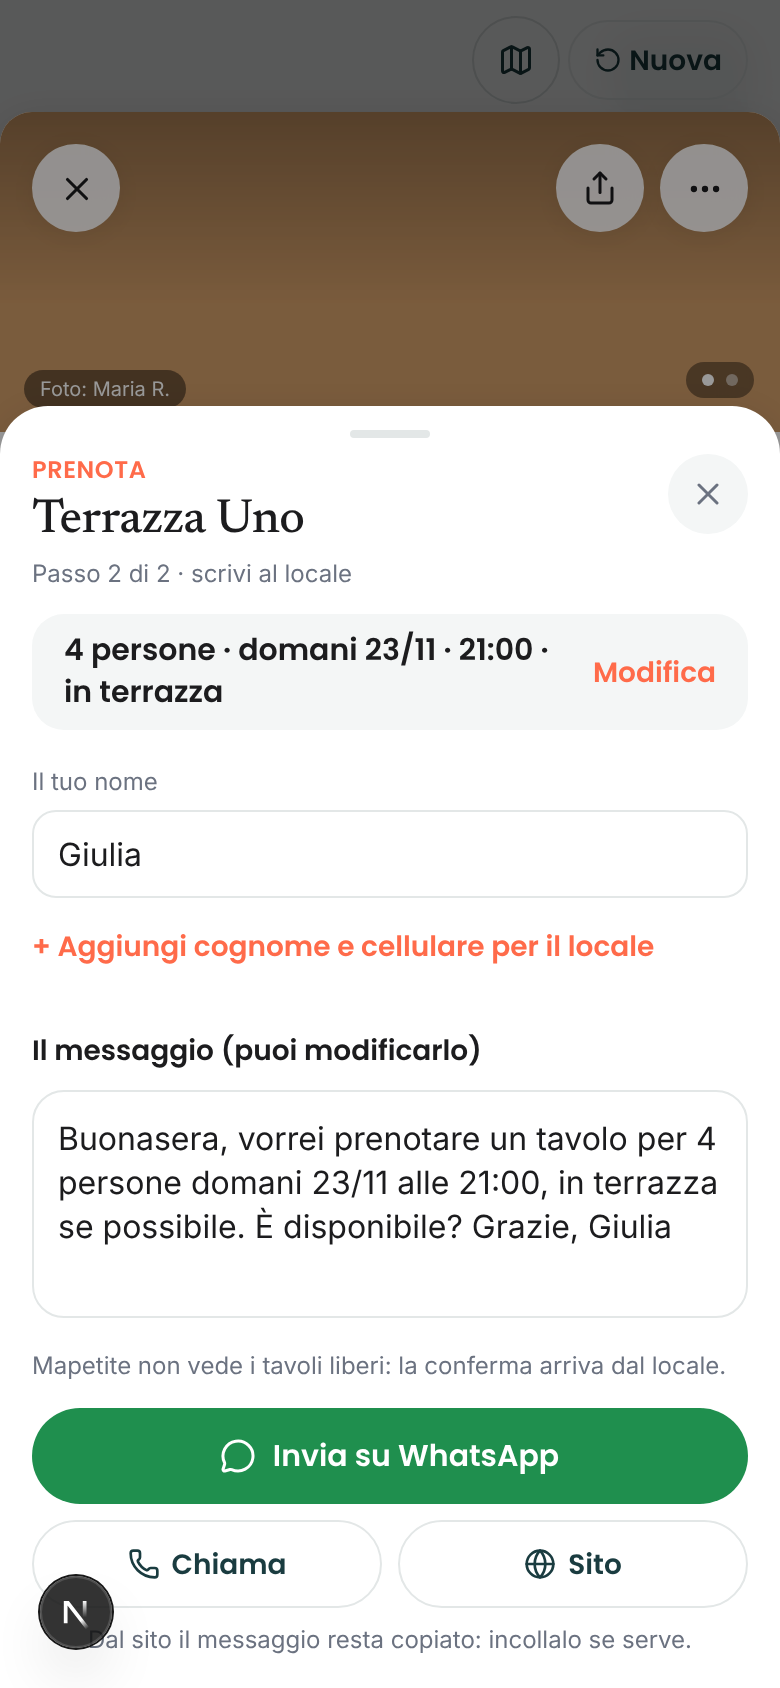 Nuova
Foto: Maria R.
PRENOTA
Terrazza Uno
Passo 2 di 2 · scrivi al locale
4 persone · domani 23/11 · 21:00 ·
in terrazza
Modifica
Il tuo nome
Giulia
+ Aggiungi cognome e cellulare per il locale
Il messaggio (puoi modificarlo)
Buonasera, vorrei prenotare un tavolo per 4
persone domani 23/11 alle 21:00, in terrazza
se possibile. È disponibile? Grazie, Giulia
Mapetite non vede i tavoli liberi: la conferma arriva dal locale.
Invia su WhatsApp
Chiama
Sito
N
Dal sito il messaggio resta copiato: incollalo se serve.